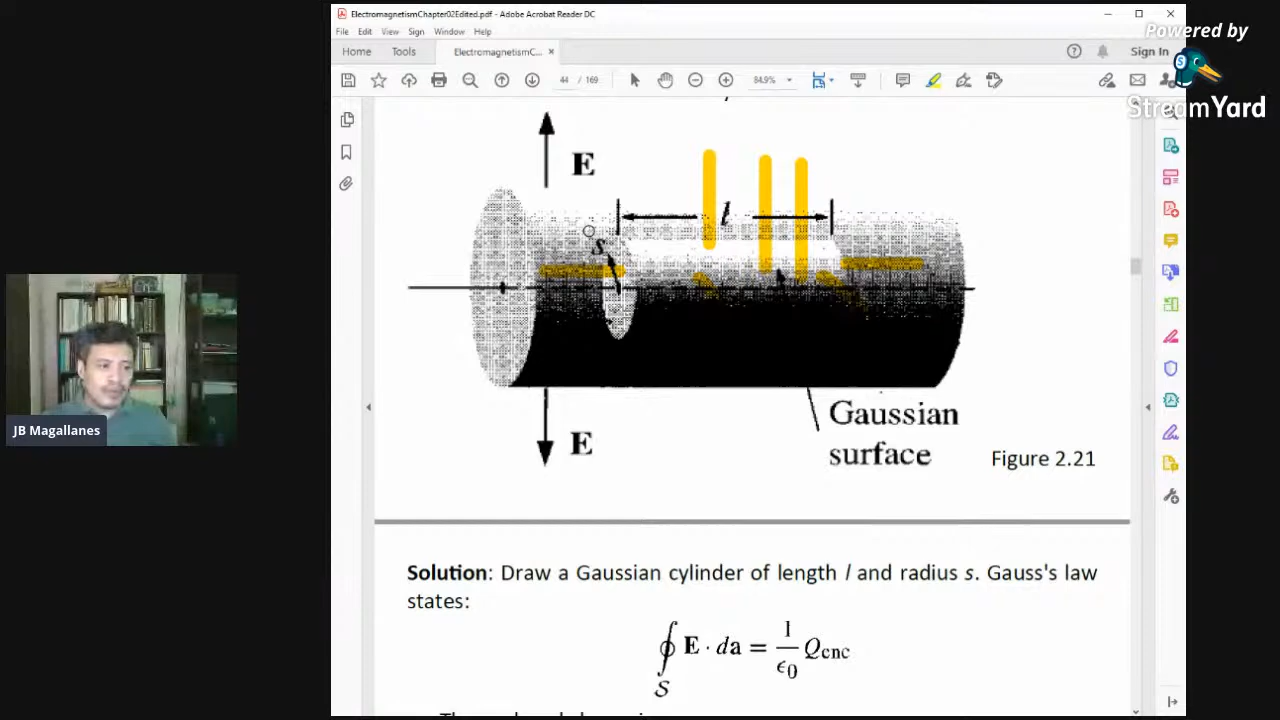 ElectromagnetismChapter02Edited.pdf - Adobe Acrobat Reader DC
File Edit View Sign Window Help
Home Tools ElectromagnetismC... × Sign In
44 / 169 84.9%
Powered by
StreamYard
E
l
s
E
Gaussian
surface
Figure 2.21
JB Magallanes
Solution: Draw a Gaussian cylinder of length l and radius s. Gauss's law
states:
∮ E · da = 1/ϵ0 Qenc
S